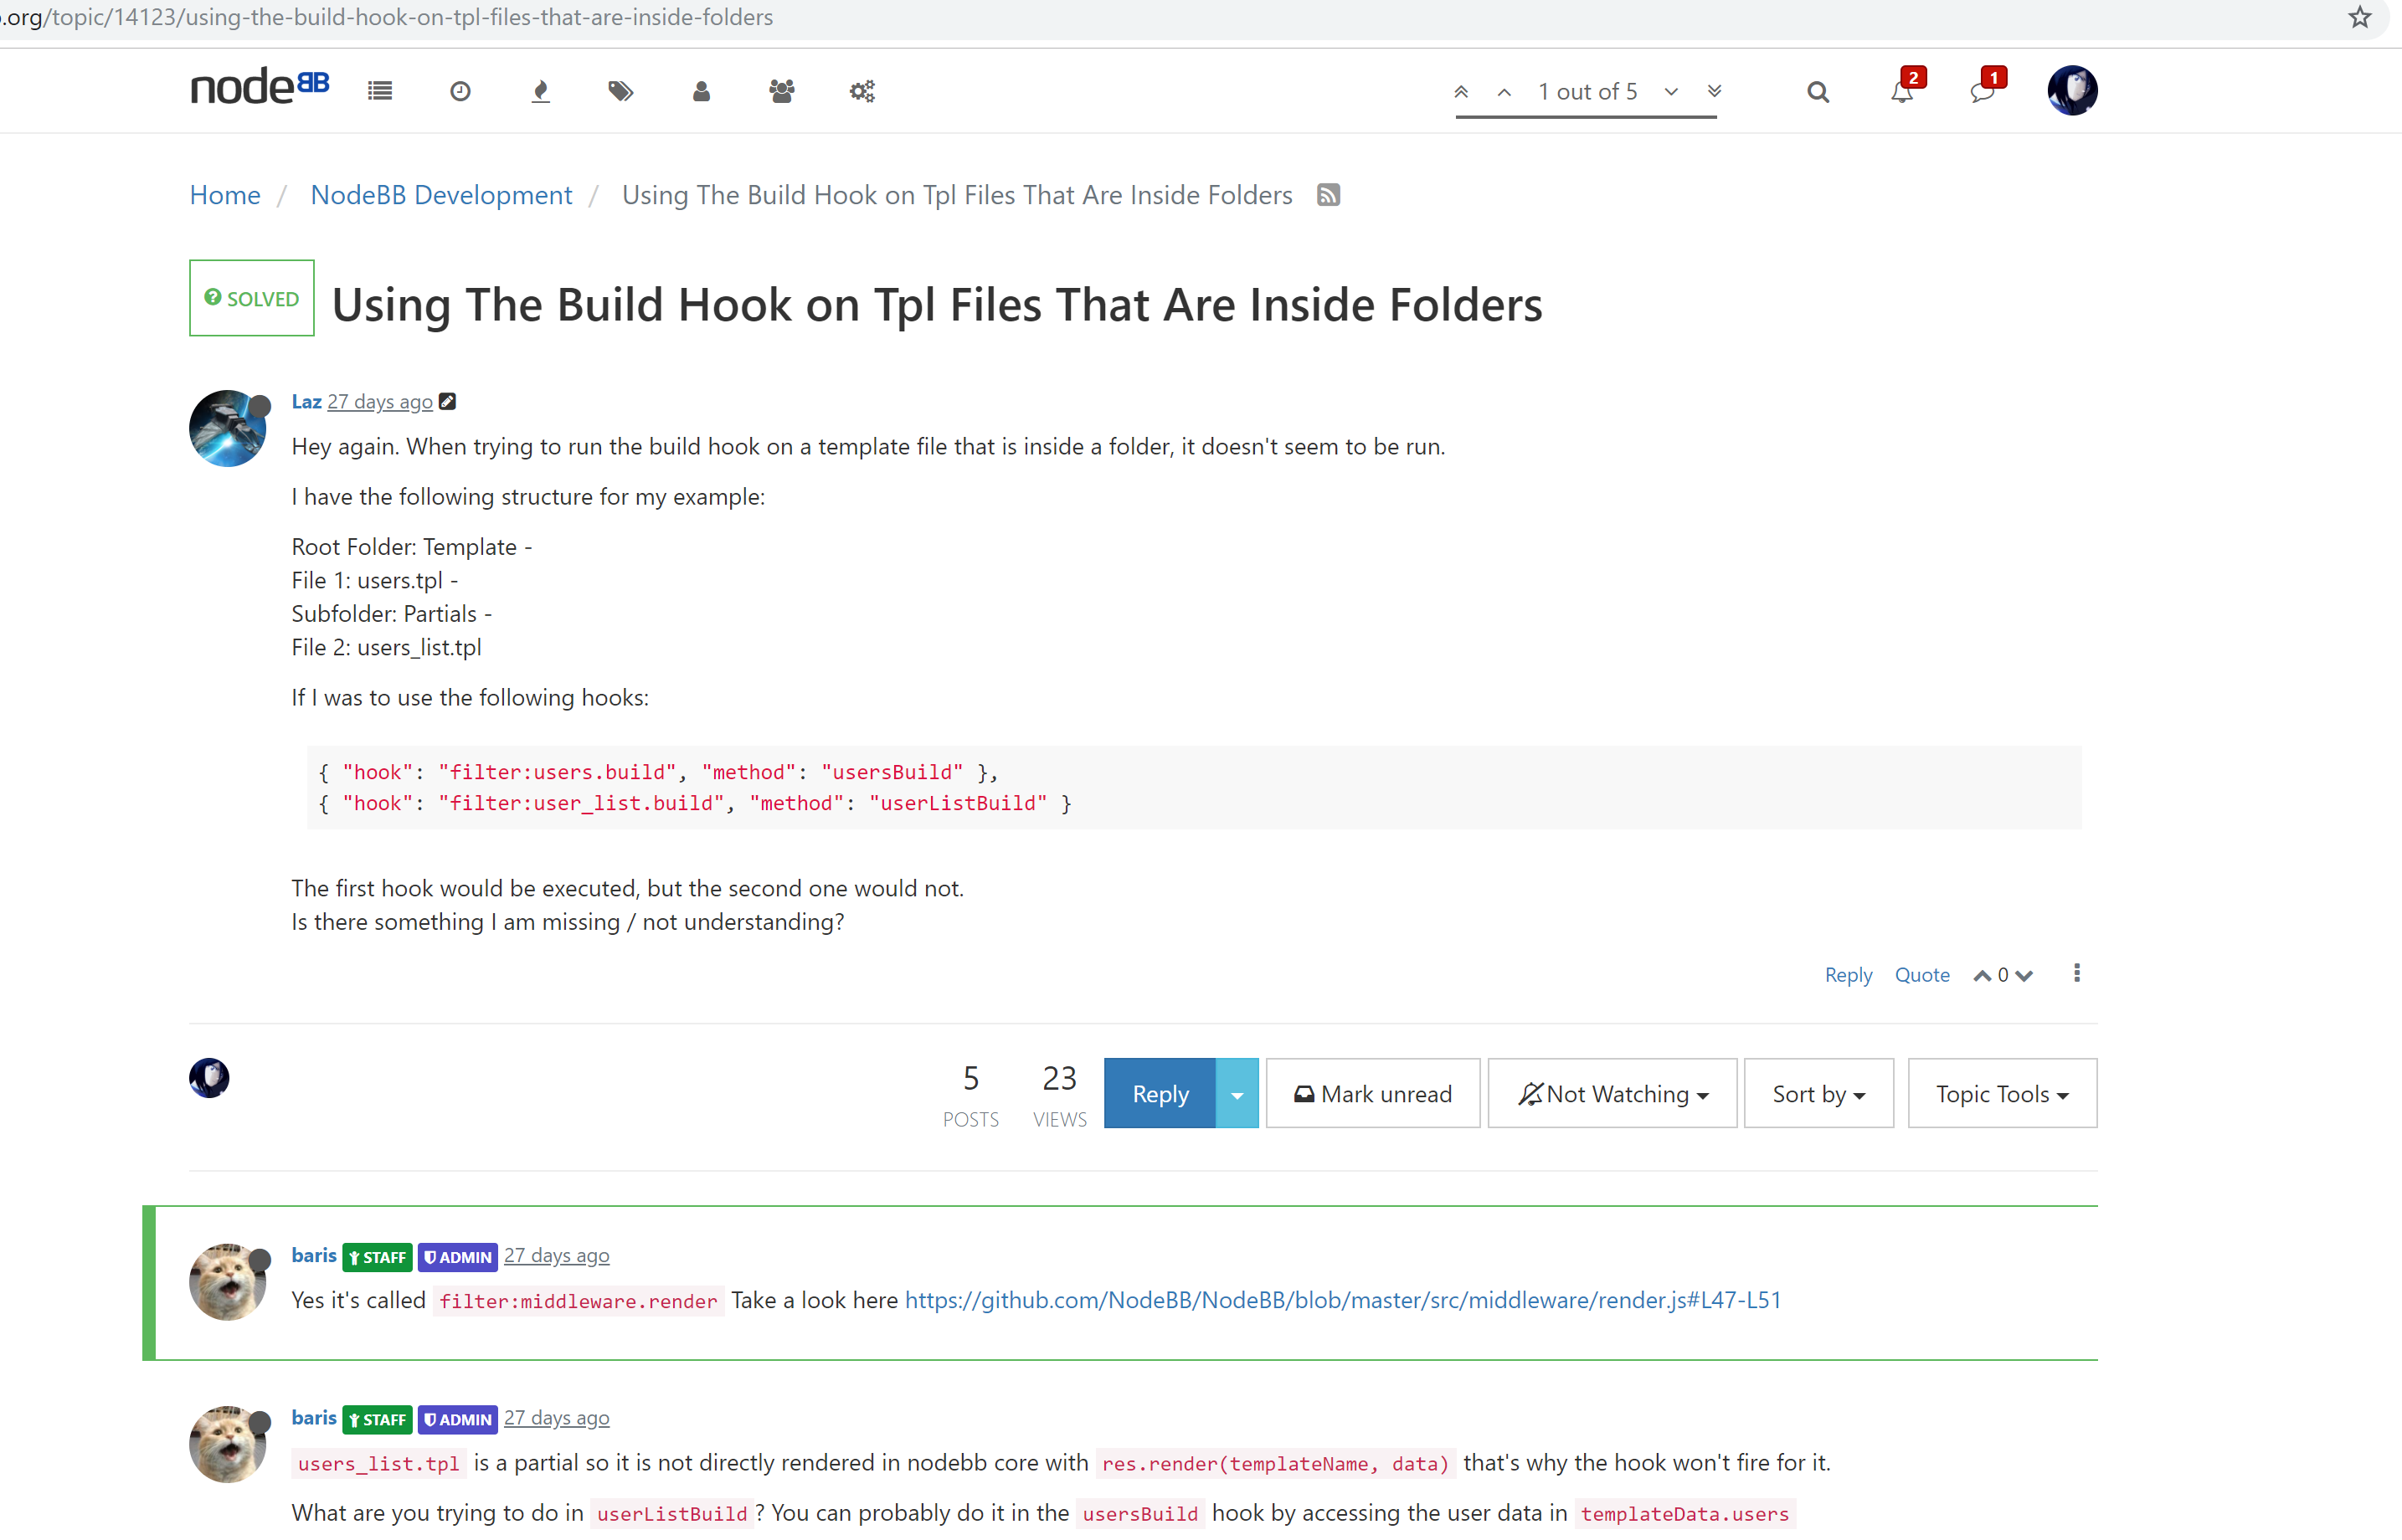 .org/topic/14123/using-the-build-hook-on-tpl-files-that-are-inside-folders
nodeBB 1 out of 5 2 1
Home / NodeBB Development / Using The Build Hook on Tpl Files That Are Inside Folders
SOLVED Using The Build Hook on Tpl Files That Are Inside Folders
Laz 27 days ago
Hey again. When trying to run the build hook on a template file that is inside a folder, it doesn't seem to be run.
I have the following structure for my example:
Root Folder: Template -
File 1: users.tpl -
Subfolder: Partials -
File 2: users_list.tpl
If I was to use the following hooks:
{ "hook": "filter:users.build", "method": "usersBuild" },
{ "hook": "filter:user_list.build", "method": "userListBuild" }
The first hook would be executed, but the second one would not.
Is there something I am missing / not understanding?
Reply Quote 0
5 23 Reply Mark unread Not Watching Sort by Topic Tools
POSTS VIEWS
baris STAFF ADMIN 27 days ago
Yes it's called filter:middleware.render Take a look here https://github.com/NodeBB/NodeBB/blob/master/src/middleware/render.js#L47-L51
baris STAFF ADMIN 27 days ago
users_list.tpl is a partial so it is not directly rendered in nodebb core with res.render(templateName, data) that's why the hook won't fire for it.
What are you trying to do in userListBuild? You can probably do it in the usersBuild hook by accessing the user data in templateData.users